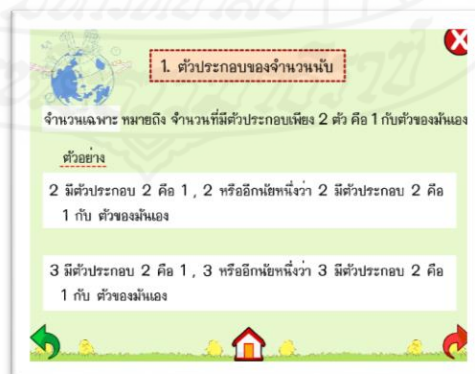 1. ตัวประกอบของจำนวนนับ
จำนวนเฉพาะ หมายถึง จำนวนที่มีตัวประกอบเพียง 2 ตัว คือ 1 กับตัวของมันเอง
ตัวอย่าง
2 มีตัวประกอบ 2 คือ 1 , 2 หรืออีกนัยหนึ่งว่า 2 มีตัวประกอบ 2 คือ
1 กับ ตัวของมันเอง
3 มีตัวประกอบ 2 คือ 1 , 3 หรืออีกนัยหนึ่งว่า 3 มีตัวประกอบ 2 คือ
1 กับ ตัวของมันเอง